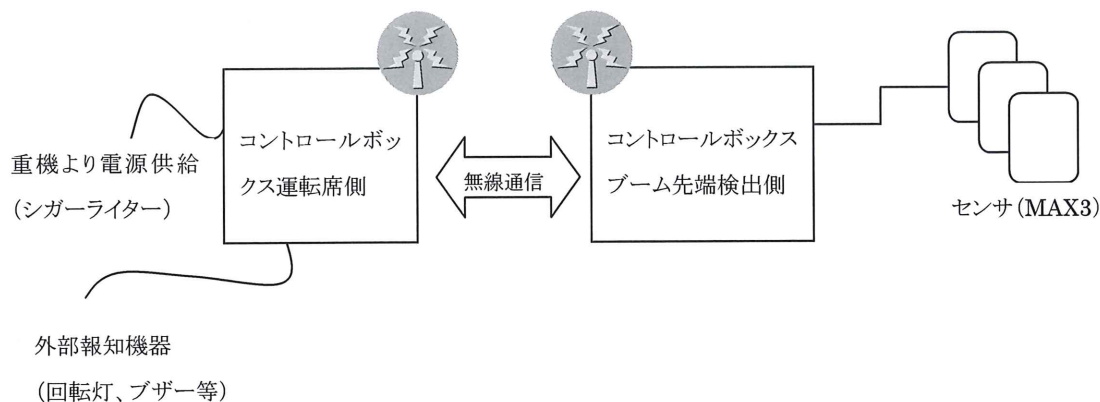 重機より電源供給
(シガーライター)
コントロールボッ
クス運転席側
無線通信
コントロールボックス
ブーム先端検出側
センサ(MAX3)
外部報知機器
(回転灯、ブザー等)